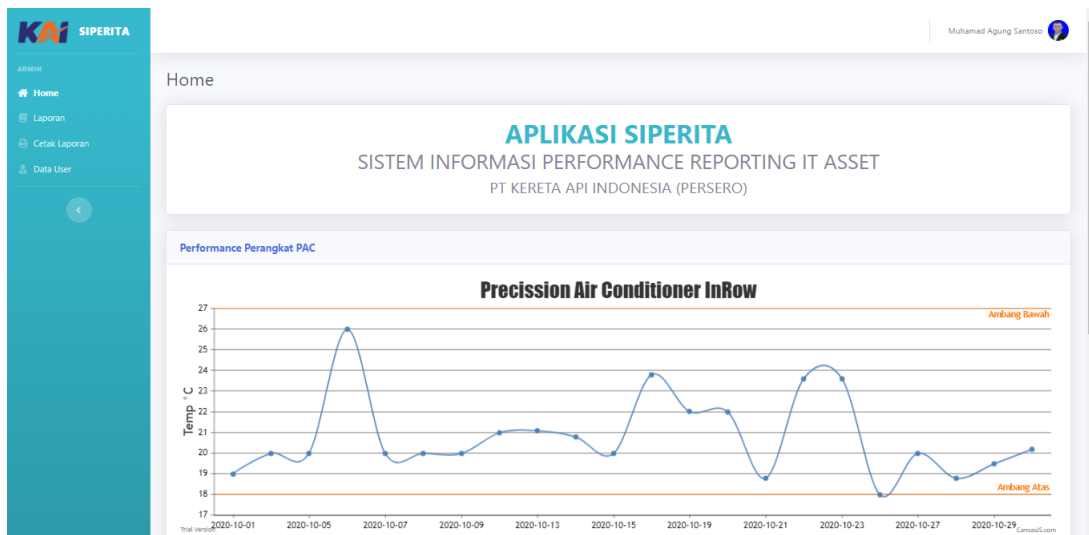 KAI SIPERITA
Muhamad Agung Santoso
ADMIN
Home
Laporan
Cetak Laporan
Data User
Home
APLIKASI SIPERITA
SISTEM INFORMASI PERFORMANCE REPORTING IT ASSET
PT KERETA API INDONESIA (PERSERO)
Performance Perangkat PAC
Precission Air Conditioner InRow
Temp °C
27
26
25
24
23
22
21
20
19
18
17
Ambang Bawah
Ambang Atas
2020-10-01 2020-10-05 2020-10-07 2020-10-09 2020-10-13 2020-10-15 2020-10-19 2020-10-21 2020-10-23 2020-10-27 2020-10-29
Trial Version
CanvasJS.com